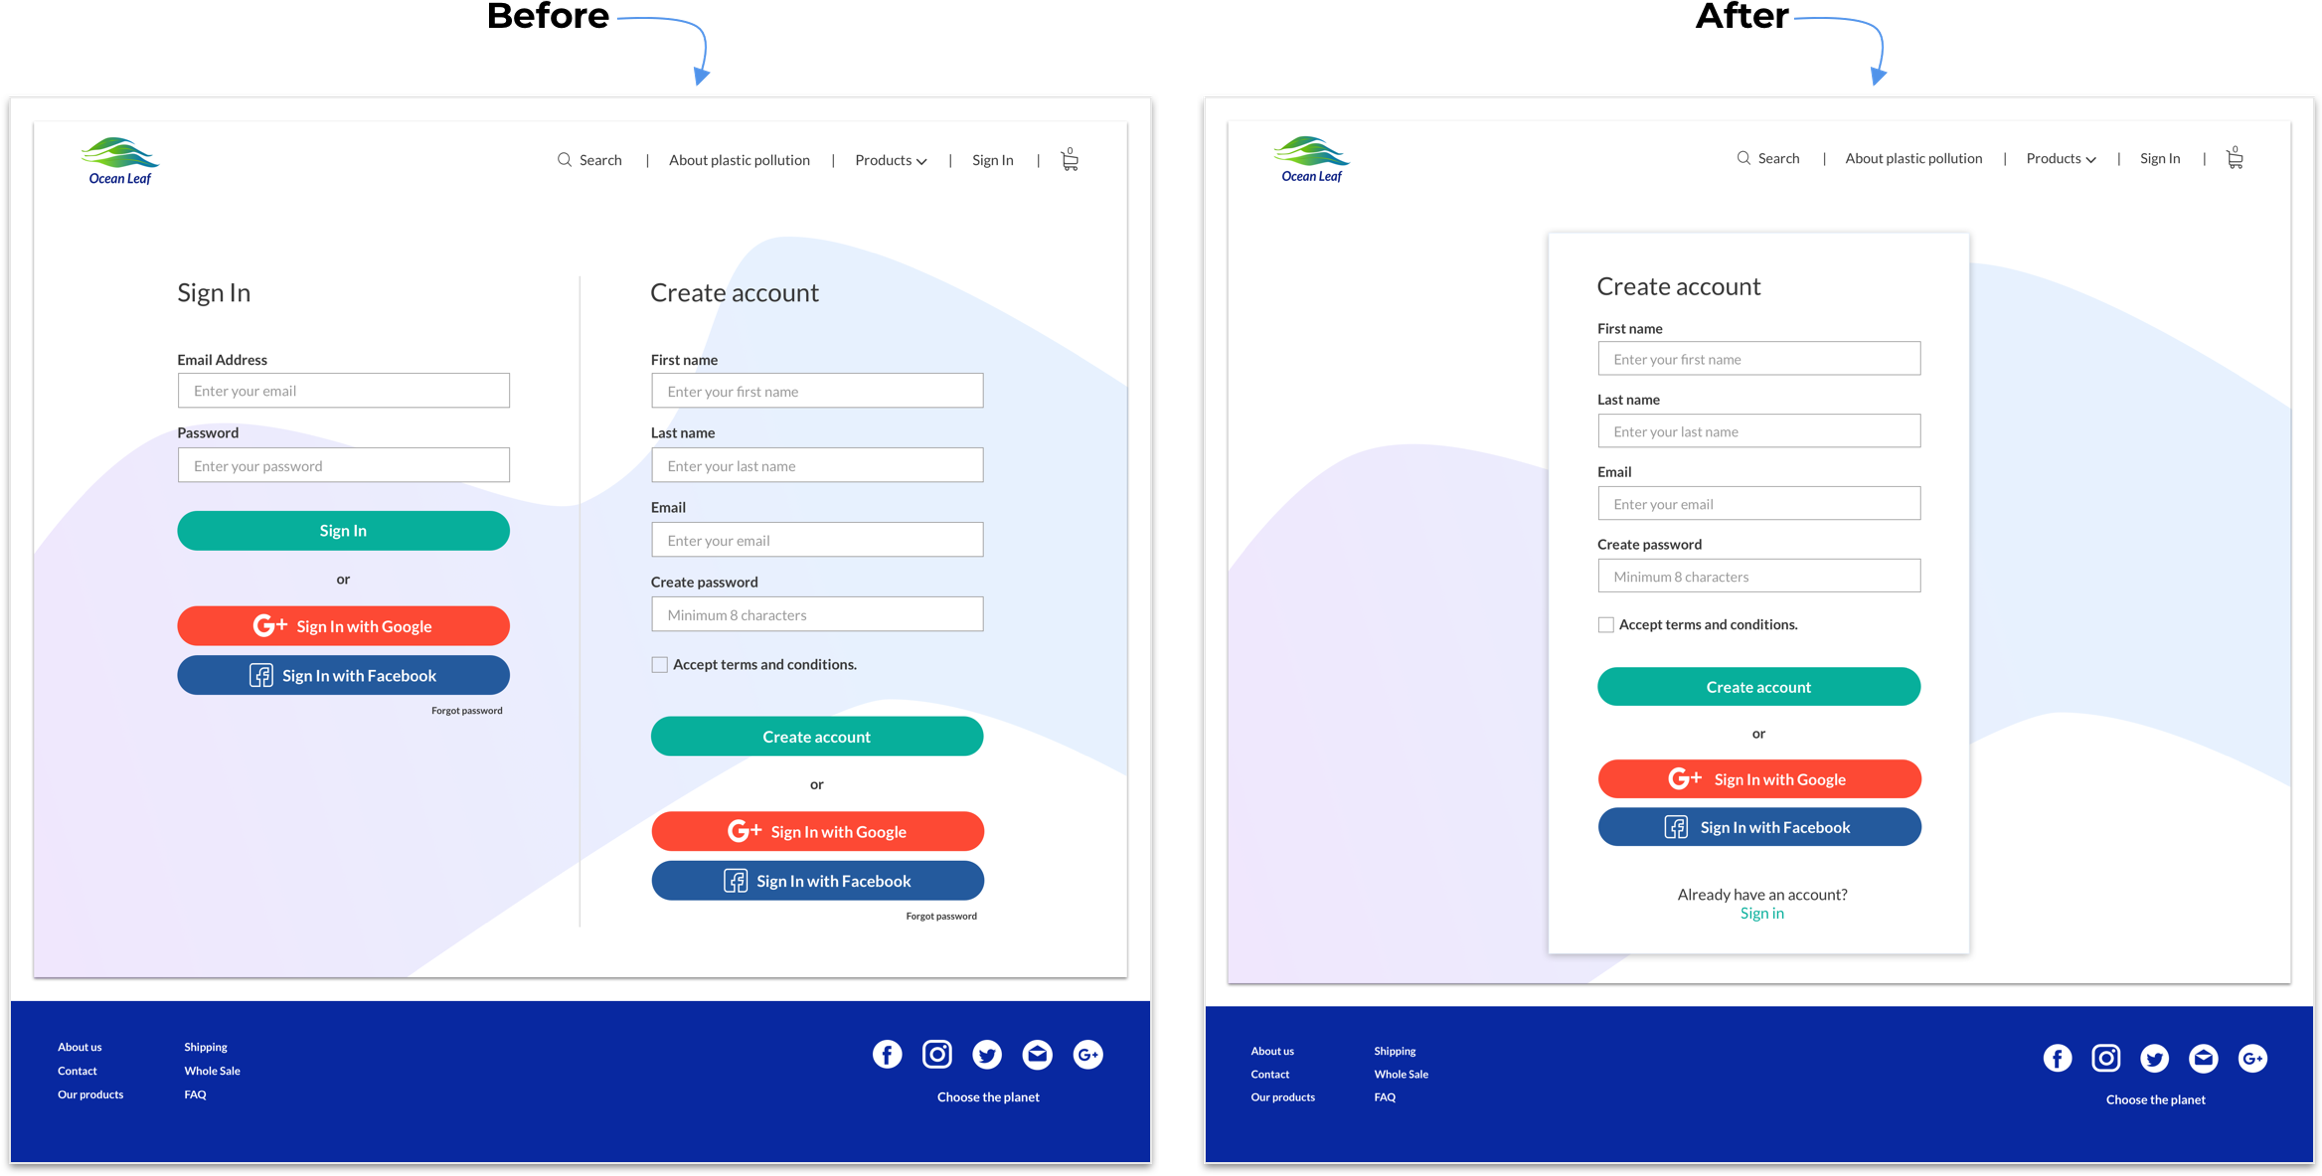 Before
Ocean Leaf
Search | About plastic pollution | Products | Sign In | 0
Sign In
Email Address
Enter your email
Password
Enter your password
Sign In
or
G+ Sign In with Google
Sign In with Facebook
Forgot password
Create account
First name
Enter your first name
Last name
Enter your last name
Email
Enter your email
Create password
Minimum 8 characters
Accept terms and conditions.
Create account
or
G+ Sign In with Google
Sign In with Facebook
Forgot password
About us
Contact
Our products
Shipping
Whole Sale
FAQ
Choose the planet
After
Ocean Leaf
Search | About plastic pollution | Products | Sign In | 0
Create account
First name
Enter your first name
Last name
Enter your last name
Email
Enter your email
Create password
Minimum 8 characters
Accept terms and conditions.
Create account
or
G+ Sign In with Google
Sign In with Facebook
Already have an account?
Sign in
About us
Contact
Our products
Shipping
Whole Sale
FAQ
Choose the planet